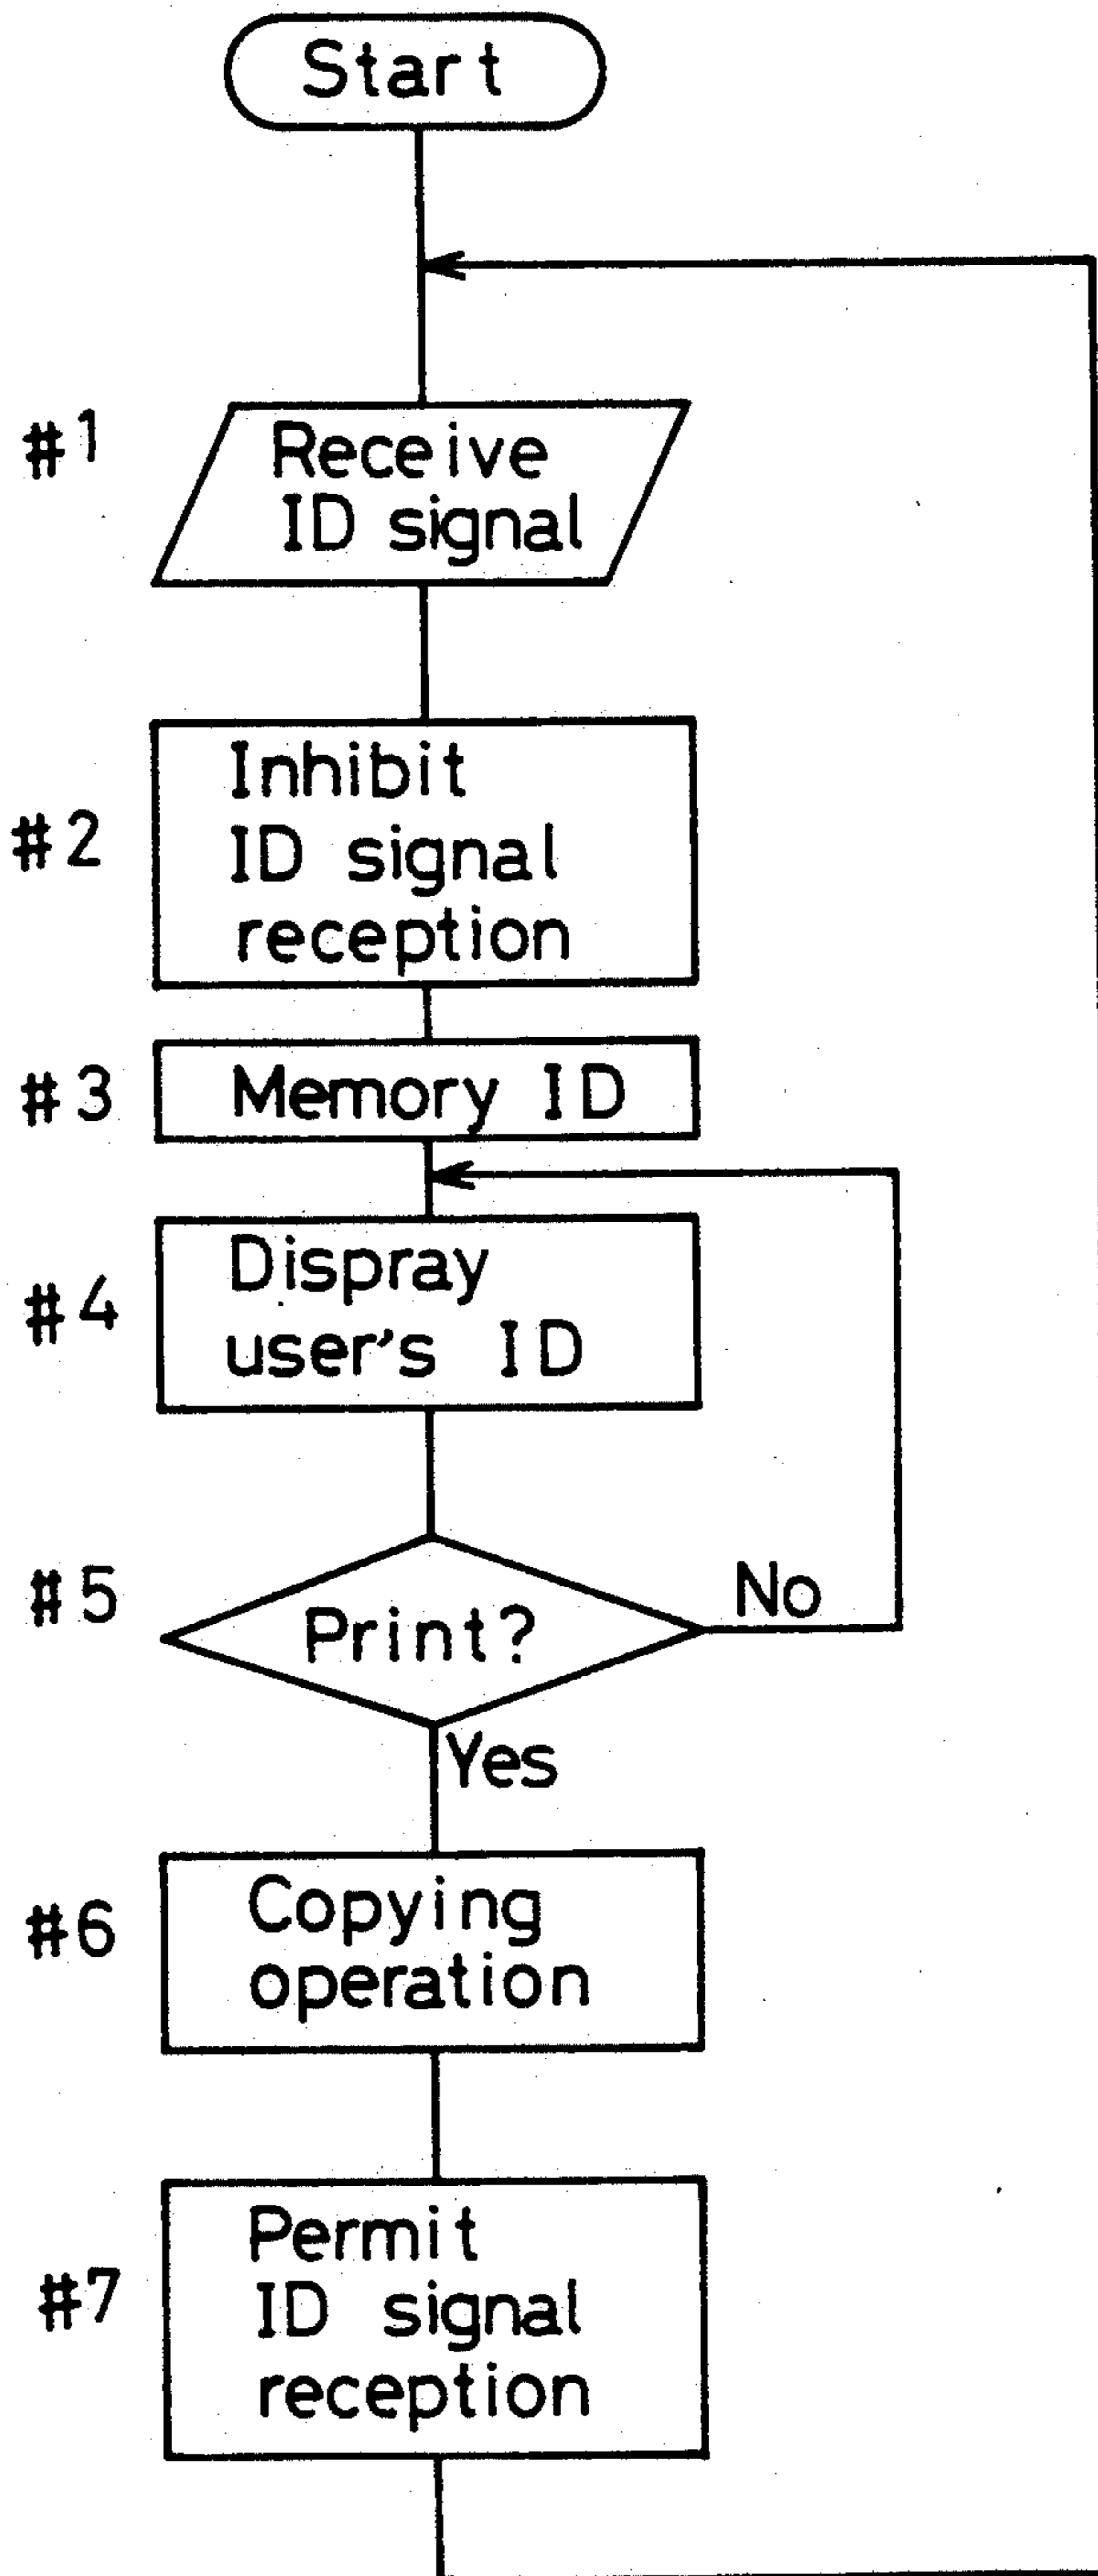 Start
#1
Receive
ID signal
#2
Inhibit
ID signal
reception
#3
Memory ID
#4
Dispray
user's ID
#5
Print?
No
Yes
#6
Copying
operation
#7
Permit
ID signal
reception